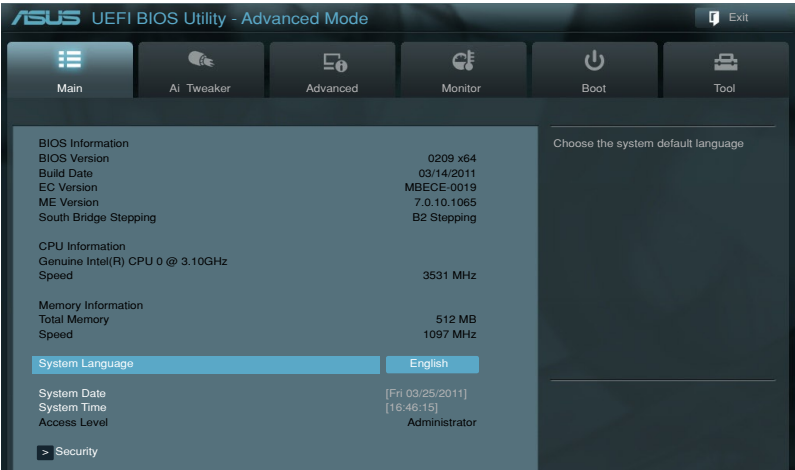 ASUS UEFI BIOS Utility - Advanced Mode Exit
Main Ai Tweaker Advanced Monitor Boot Tool
BIOS Information
BIOS Version 0209 x64
Build Date 03/14/2011
EC Version MBECE-0019
ME Version 7.0.10.1065
South Bridge Stepping B2 Stepping
CPU Information
Genuine Intel(R) CPU 0 @ 3.10GHz
Speed 3531 MHz
Memory Information
Total Memory 512 MB
Speed 1097 MHz
System Language English
System Date [Fri 03/25/2011]
System Time [16:46:15]
Access Level Administrator
> Security
Choose the system default language